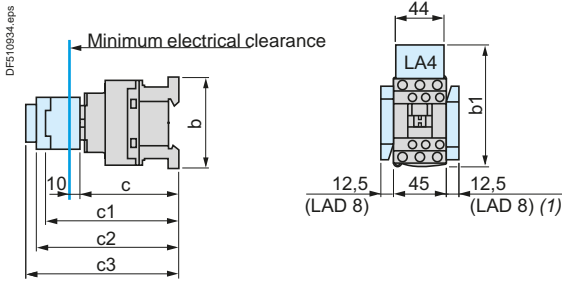 DF510934.eps
Minimum electrical clearance
b
10
c
c1
c2
c3
44
LA4
b1
12,5 45 12,5
(LAD 8) (LAD 8) (1)